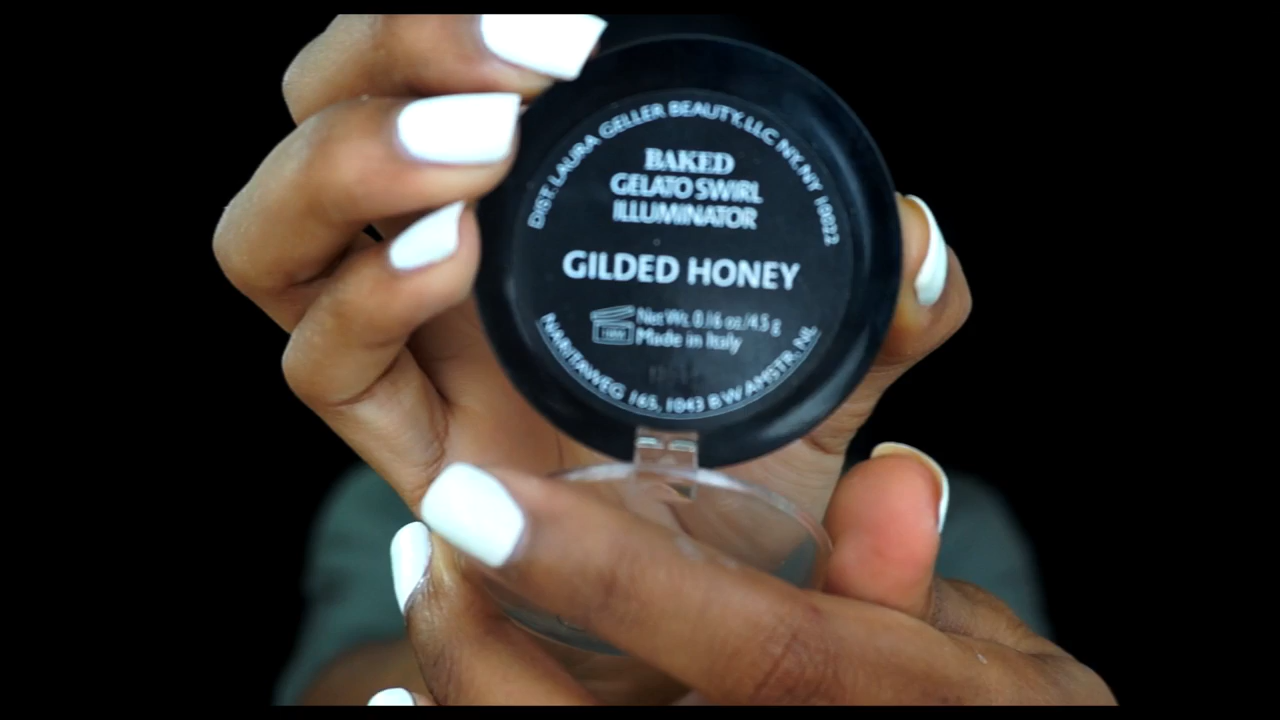 DIST. LAURA GELLER BEAUTY, LLC NY, NY 10022
BAKED
GELATO SWIRL
ILLUMINATOR
GILDED HONEY
Net Wt. 0.16 oz/4.5 g
Made in Italy
NARITAWEG 165, 1043 BW AMSTR. NL